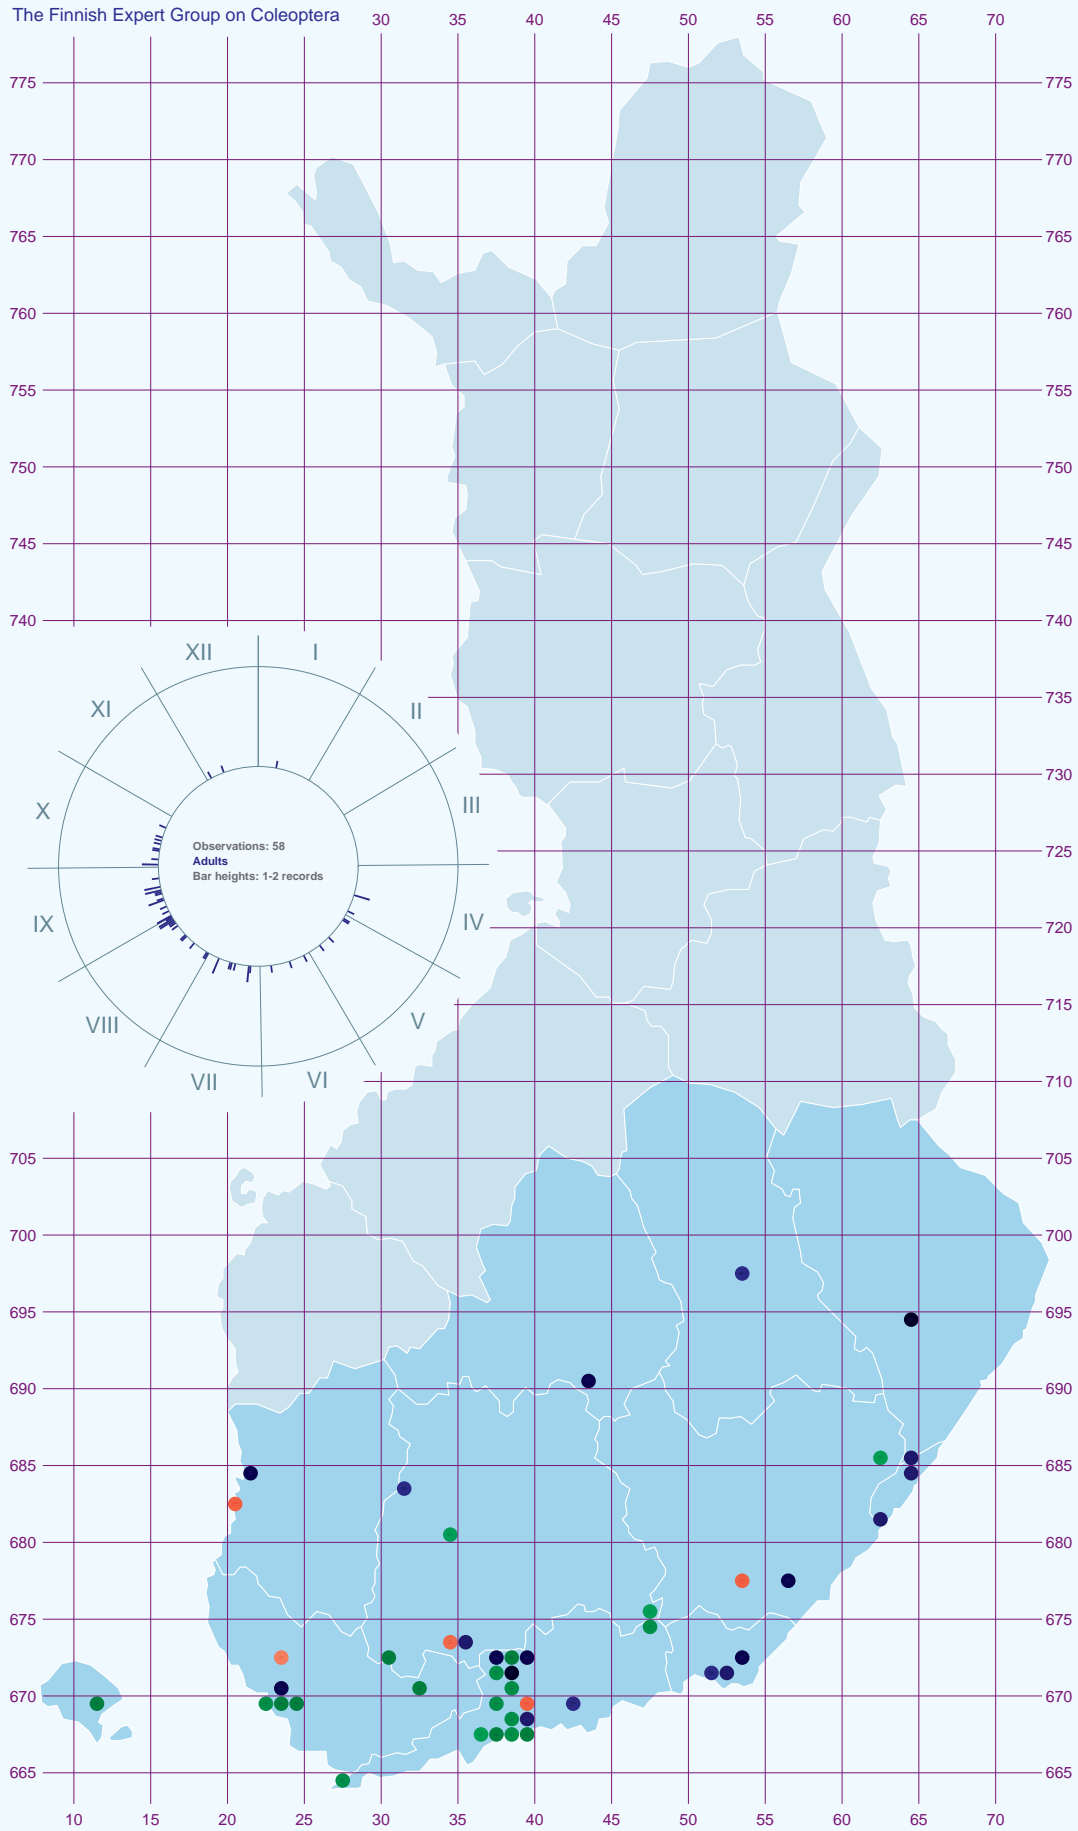 The Finnish Expert Group on Coleoptera
30 35 40 45 50 55 60 65 70
775 775
770 770
765 765
760 760
755 755
750 750
745 745
740 740
XII I
XI II
735
730
X III
Observations: 58
Adults
Bar heights: 1-2 records
725
IX IV
720
715
VIII V
VII VI
710
705 705
700 700
695 695
690 690
685 685
680 680
675 675
670 670
665 665
10 15 20 25 30 35 40 45 50 55 60 65 70